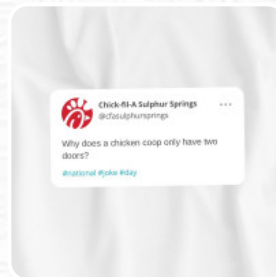 Chick-fil-A Sulphur Springs
@cfasulphursprings
Why does a chicken coop only have two
doors?
#national #joke #day